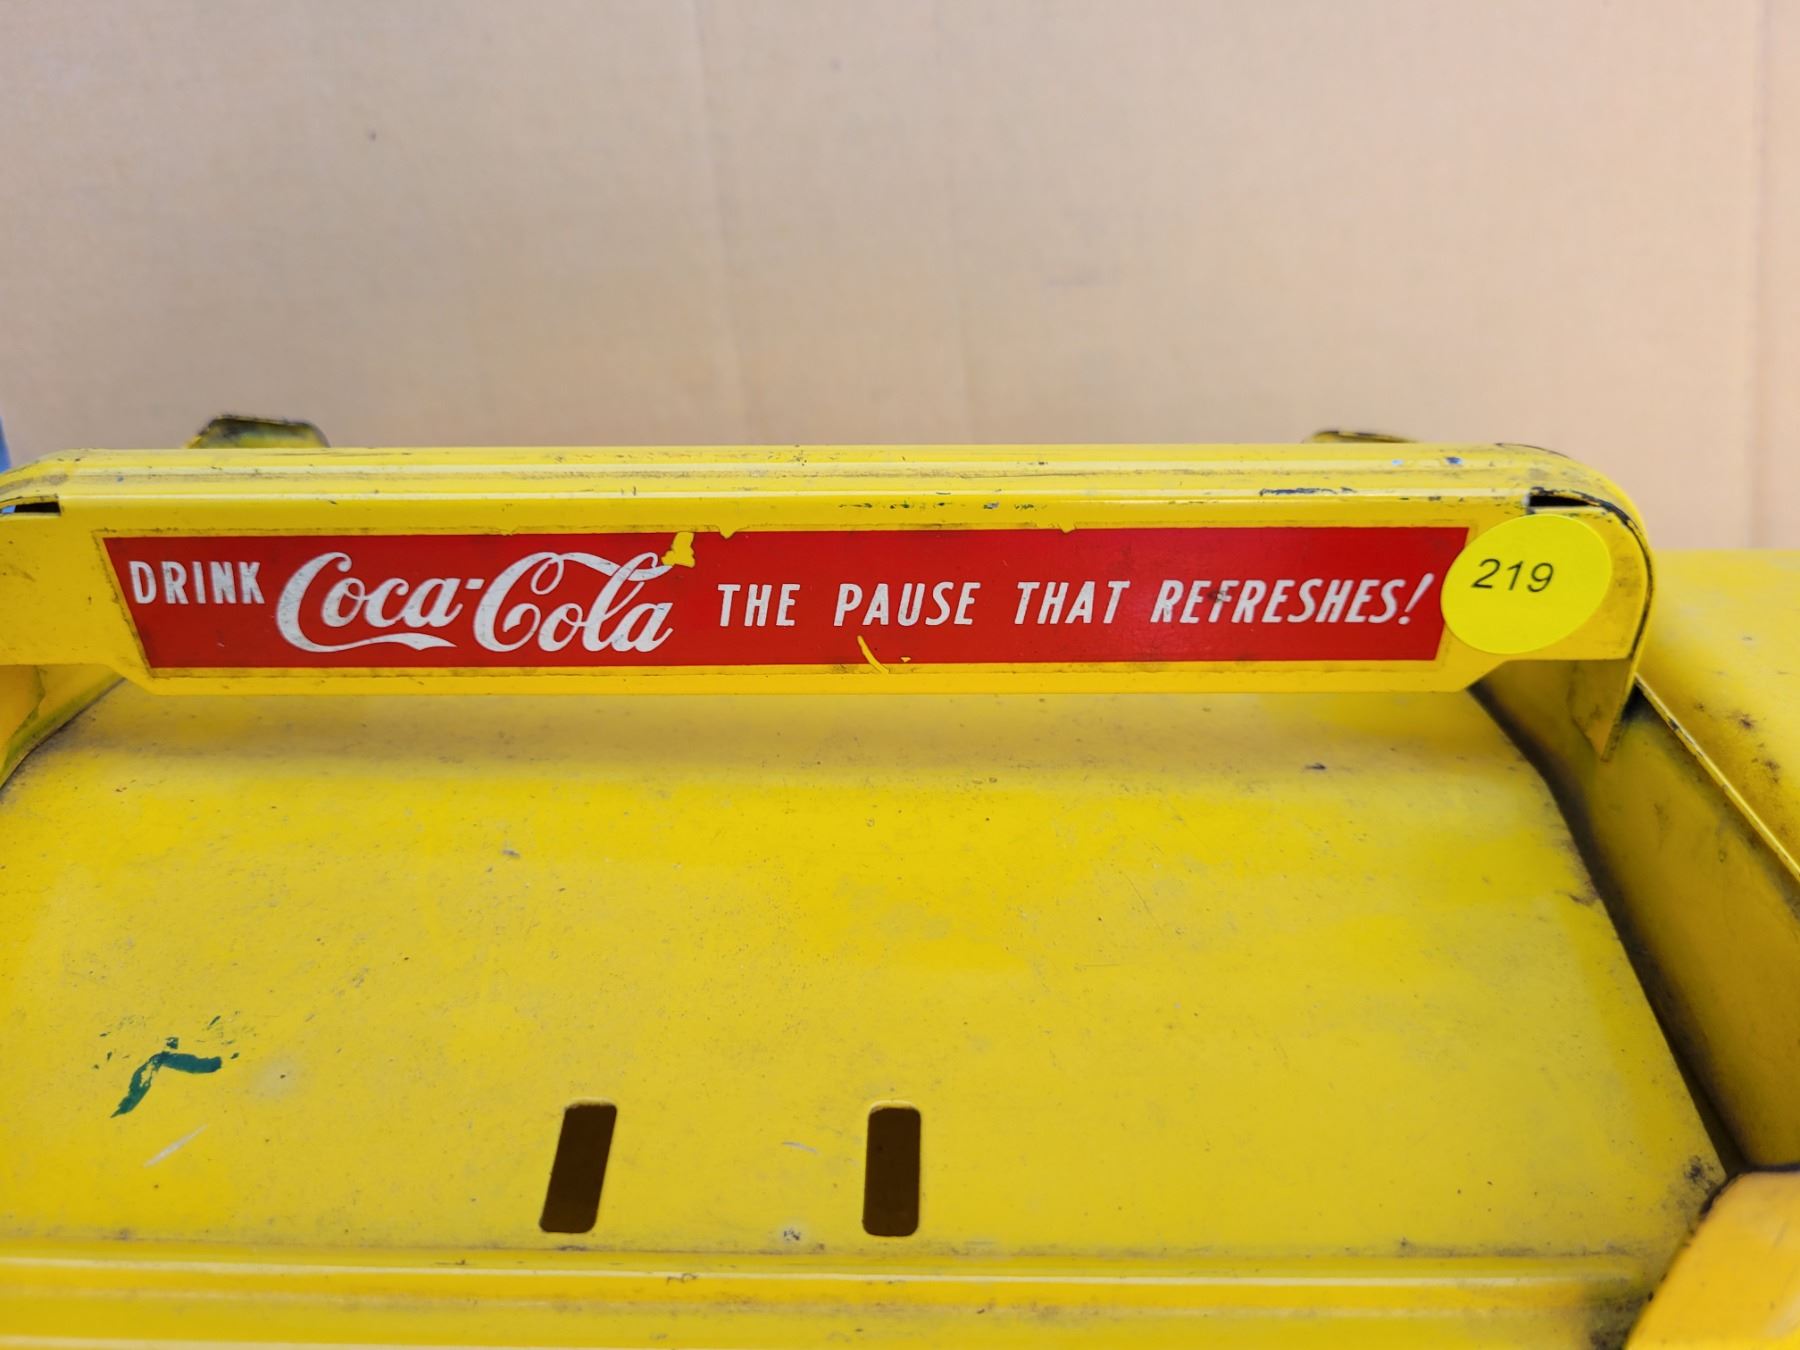 DRINK Coca-Cola THE PAUSE THAT REFRESHES!
219